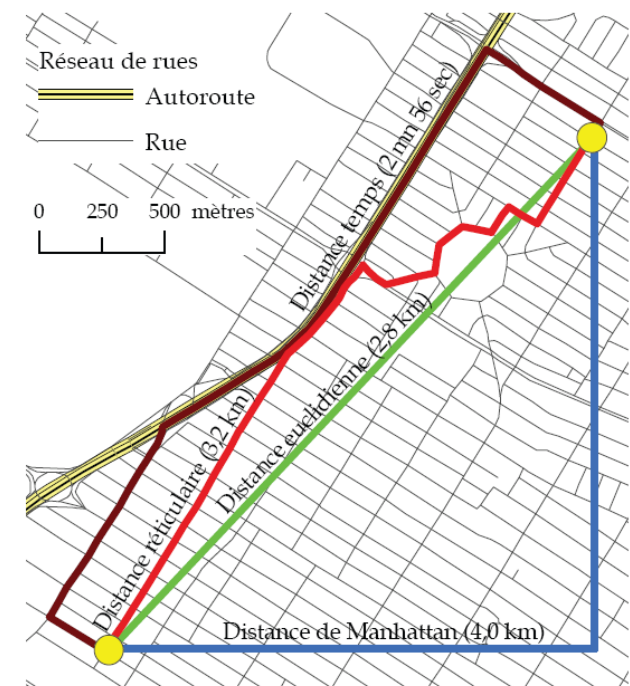 Réseau de rues
Autoroute
Rue
0 250 500 mètres
Distance temps (2 mn 56 sec)
Distance euclidienne (2,8 km)
Distance réticulaire (3,2 km)
Distance de Manhattan (4,0 km)